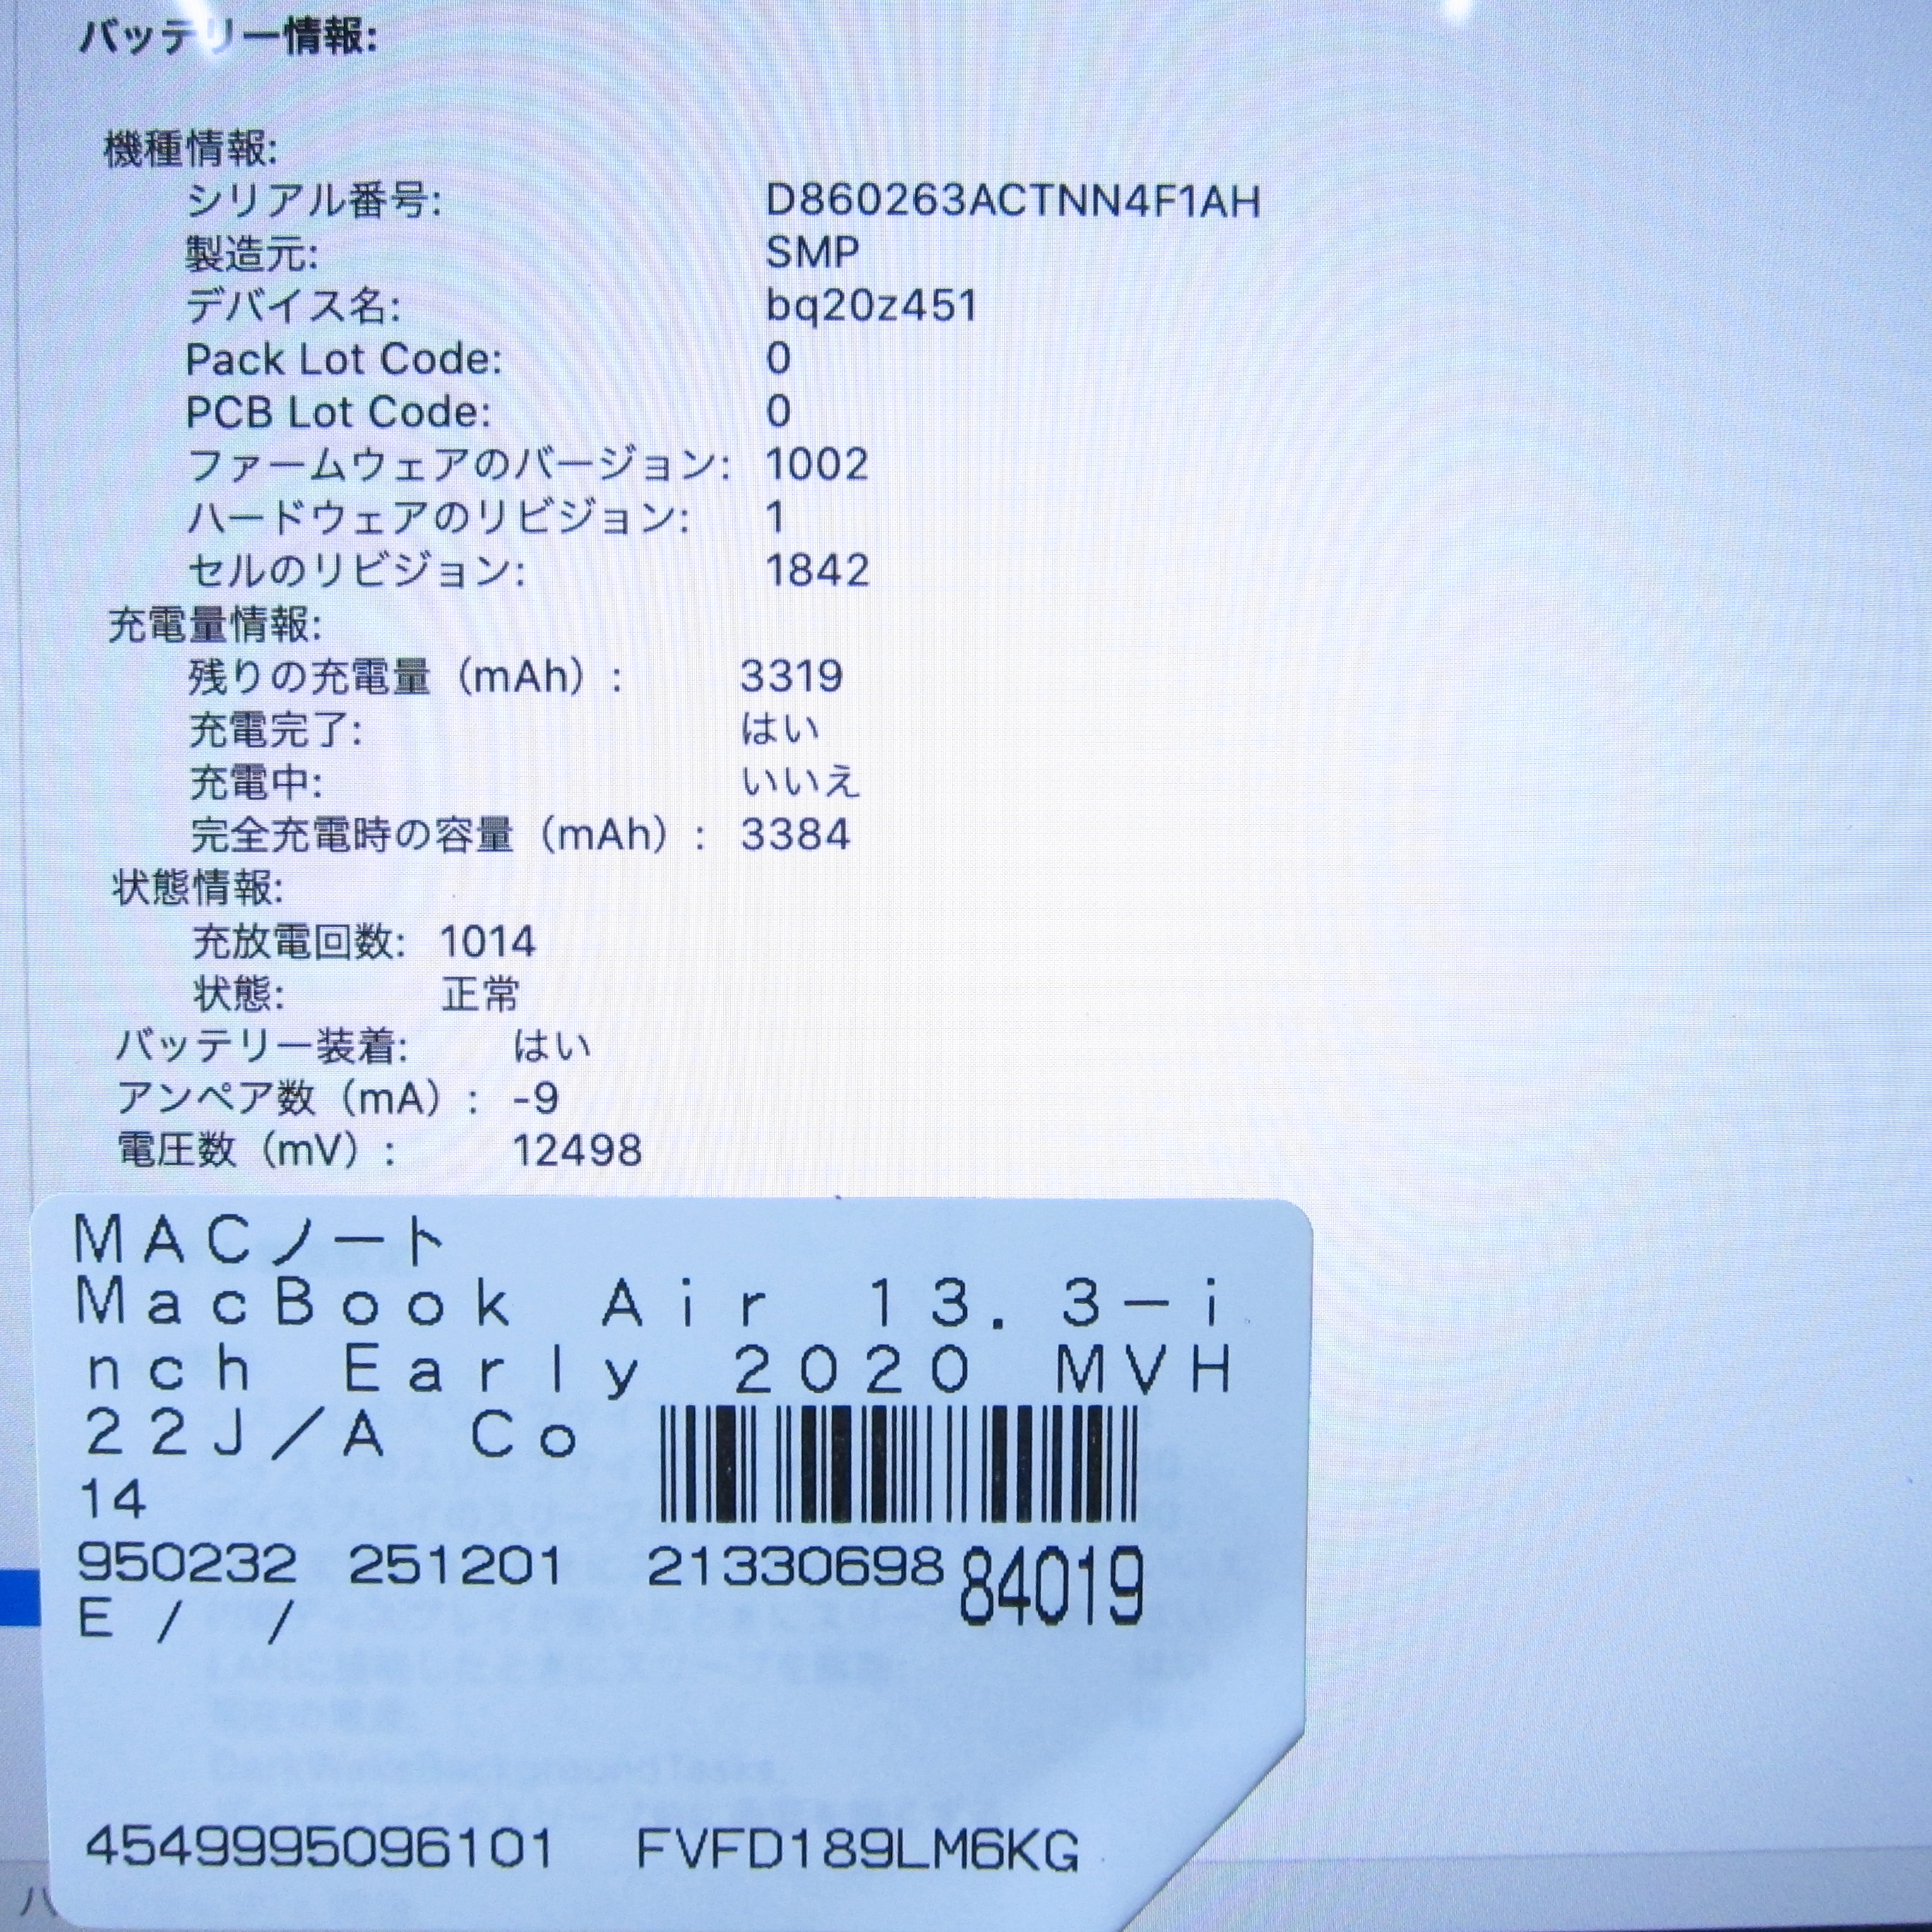 バッテリー情報:
機種情報:
シリアル番号: D860263ACTNN4F1AH
製造元: SMP
デバイス名: bq20z451
Pack Lot Code: 0
PCB Lot Code: 0
ファームウェアのバージョン: 1002
ハードウェアのリビジョン: 1
セルのリビジョン: 1842
充電量情報:
残りの充電量（mAh）: 3319
充電完了: はい
充電中: いいえ
完全充電時の容量（mAh）: 3384
状態情報:
充放電回数: 1014
状態: 正常
バッテリー装着: はい
アンペア数（mA）: -9
電圧数（mV）: 12498
MACノート
MacBook Air 13.3-i
nch Early 2020 MVH
22J/A Co
14
950232 251201 21330698 84019
E / /
4549995096101 FVFD189LM6KG